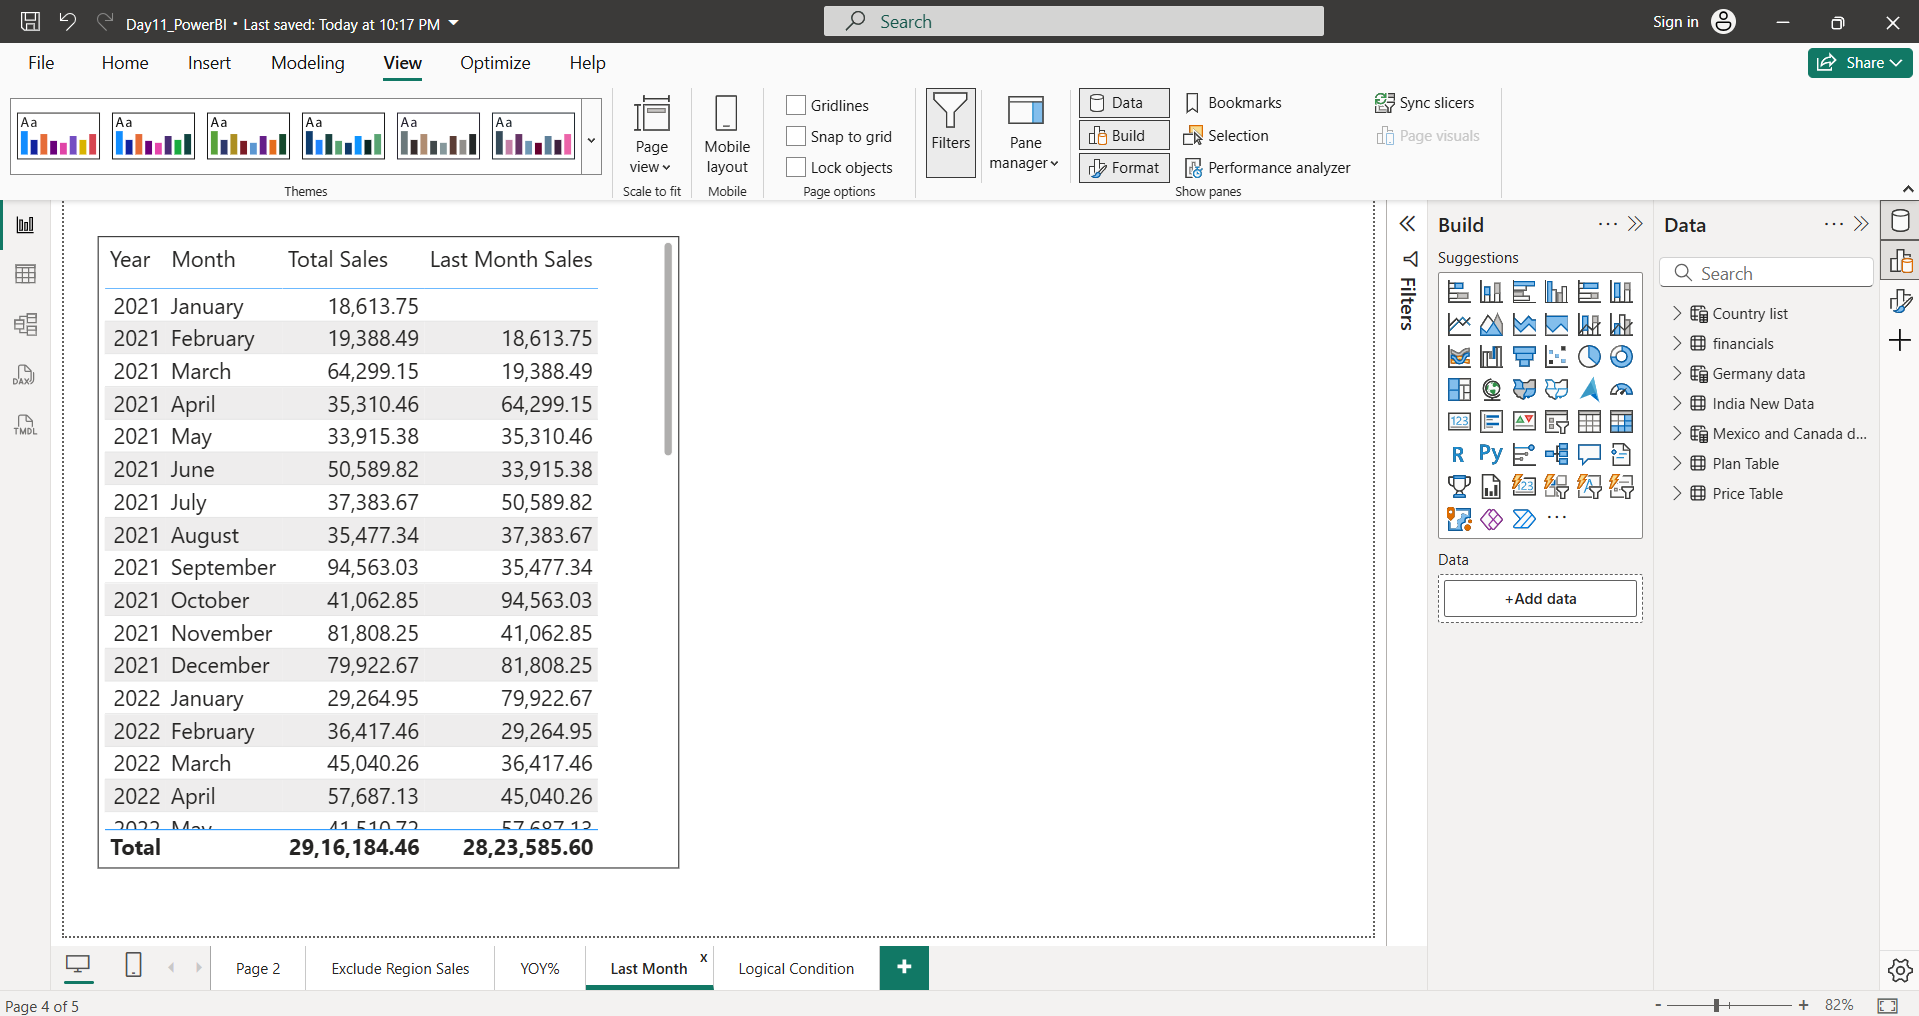 Day11_PowerBI • Last saved: Today at 10:17 PM
Search
Sign in
File Home Insert Modeling View Optimize Help
Share
Aa Aa Aa Aa Aa Aa
Themes
Page view
Scale to fit
Mobile layout
Mobile
Gridlines
Snap to grid
Lock objects
Page options
Filters
Pane manager
Data
Build
Format
Bookmarks
Selection
Performance analyzer
Sync slicers
Page visuals
Show panes
DAX
TMDL
Year Month Total Sales Last Month Sales
2021 January 18,613.75
2021 February 19,388.49 18,613.75
2021 March 64,299.15 19,388.49
2021 April 35,310.46 64,299.15
2021 May 33,915.38 35,310.46
2021 June 50,589.82 33,915.38
2021 July 37,383.67 50,589.82
2021 August 35,477.34 37,383.67
2021 September 94,563.03 35,477.34
2021 October 41,062.85 94,563.03
2021 November 81,808.25 41,062.85
2021 December 79,922.67 81,808.25
2022 January 29,264.95 79,922.67
2022 February 36,417.46 29,264.95
2022 March 45,040.26 36,417.46
2022 April 57,687.13 45,040.26
2022 May 41,510.72 57,687.13
Total 29,16,184.46 28,23,585.60
Filters
Build
Suggestions
R Py
123
123
Data
+Add data
Data
Search
Country list
financials
Germany data
India New Data
Mexico and Canada d...
Plan Table
Price Table
Page 2
Exclude Region Sales
YOY%
Last Month
x
Logical Condition
+
Page 4 of 5
- + 82%